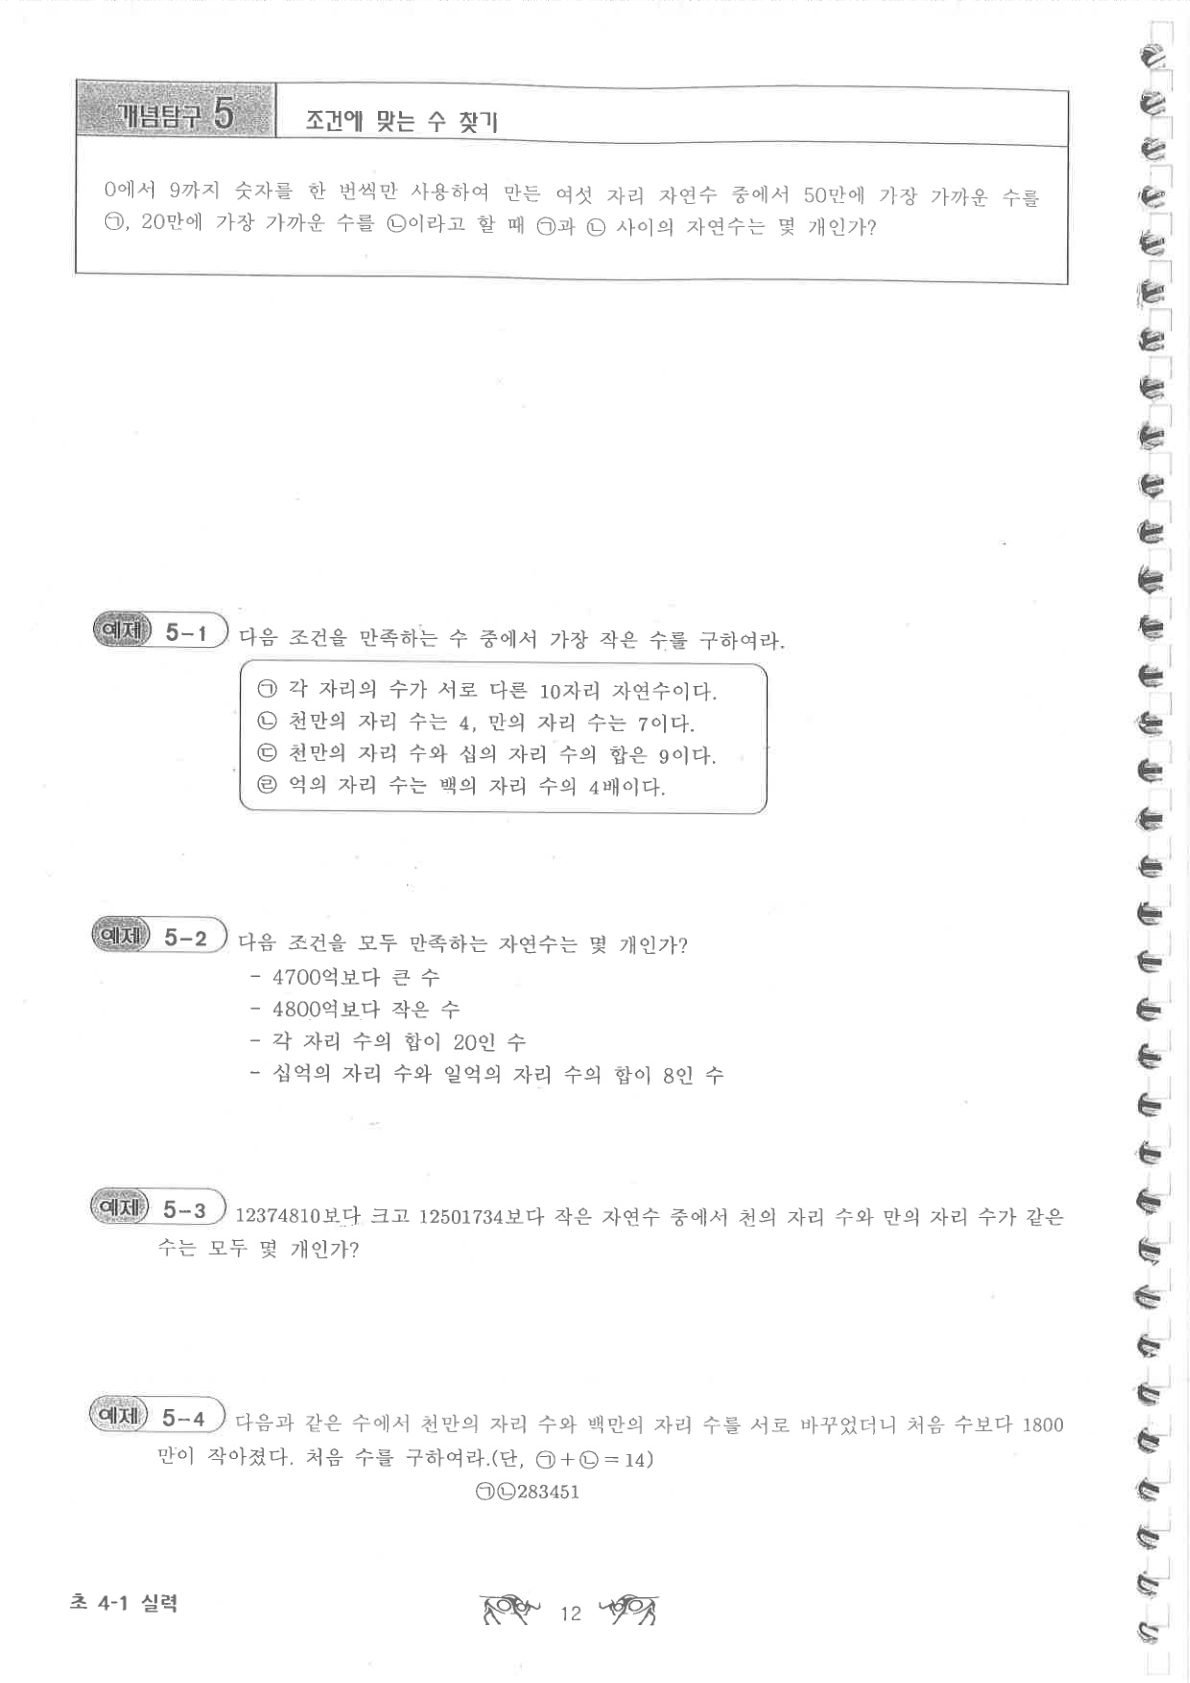 개념탐구 5
조건에 맞는 수 찾기
0에서 9까지 숫자를 한 번씩만 사용하여 만든 여섯 자리 자연수 중에서 50만에 가장 가까운 수를
㉠, 20만에 가장 가까운 수를 ㉡이라고 할 때 ㉠과 ㉡ 사이의 자연수는 몇 개인가?
예제 5-1 다음 조건을 만족하는 수 중에서 가장 작은 수를 구하여라.
㉠ 각 자리의 수가 서로 다른 10자리 자연수이다.
㉡ 천만의 자리 수는 4, 만의 자리 수는 7이다.
㉢ 천만의 자리 수와 십의 자리 수의 합은 9이다.
㉣ 억의 자리 수는 백의 자리 수의 4배이다.
예제 5-2 다음 조건을 모두 만족하는 자연수는 몇 개인가?
- 4700억보다 큰 수
- 4800억보다 작은 수
- 각 자리 수의 합이 20인 수
- 십억의 자리 수와 일억의 자리 수의 합이 8인 수
예제 5-3 12374810보다 크고 12501734보다 작은 자연수 중에서 천의 자리 수와 만의 자리 수가 같은
수는 모두 몇 개인가?
예제 5-4 다음과 같은 수에서 천만의 자리 수와 백만의 자리 수를 서로 바꾸었더니 처음 수보다 1800
만이 작아졌다. 처음 수를 구하여라.(단, ㉠+㉡=14)
㉠㉡283451
초 4-1 실력
12